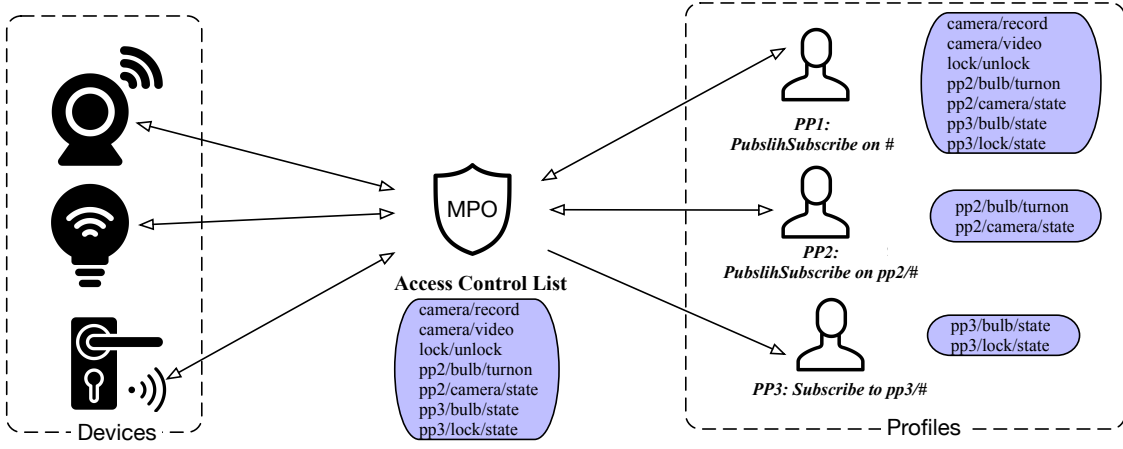 camera/record
camera/video
lock/unlock
pp2/bulb/turnon
pp2/camera/state
pp3/bulb/state
pp3/lock/state
PP1:
PubslihSubscribe on #
MPO
pp2/bulb/turnon
pp2/camera/state
PP2:
PubslihSubscribe on pp2/#
Access Control List
camera/record
camera/video
lock/unlock
pp2/bulb/turnon
pp2/camera/state
pp3/bulb/state
pp3/lock/state
pp3/bulb/state
pp3/lock/state
PP3: Subscribe to pp3/#
Devices
Profiles